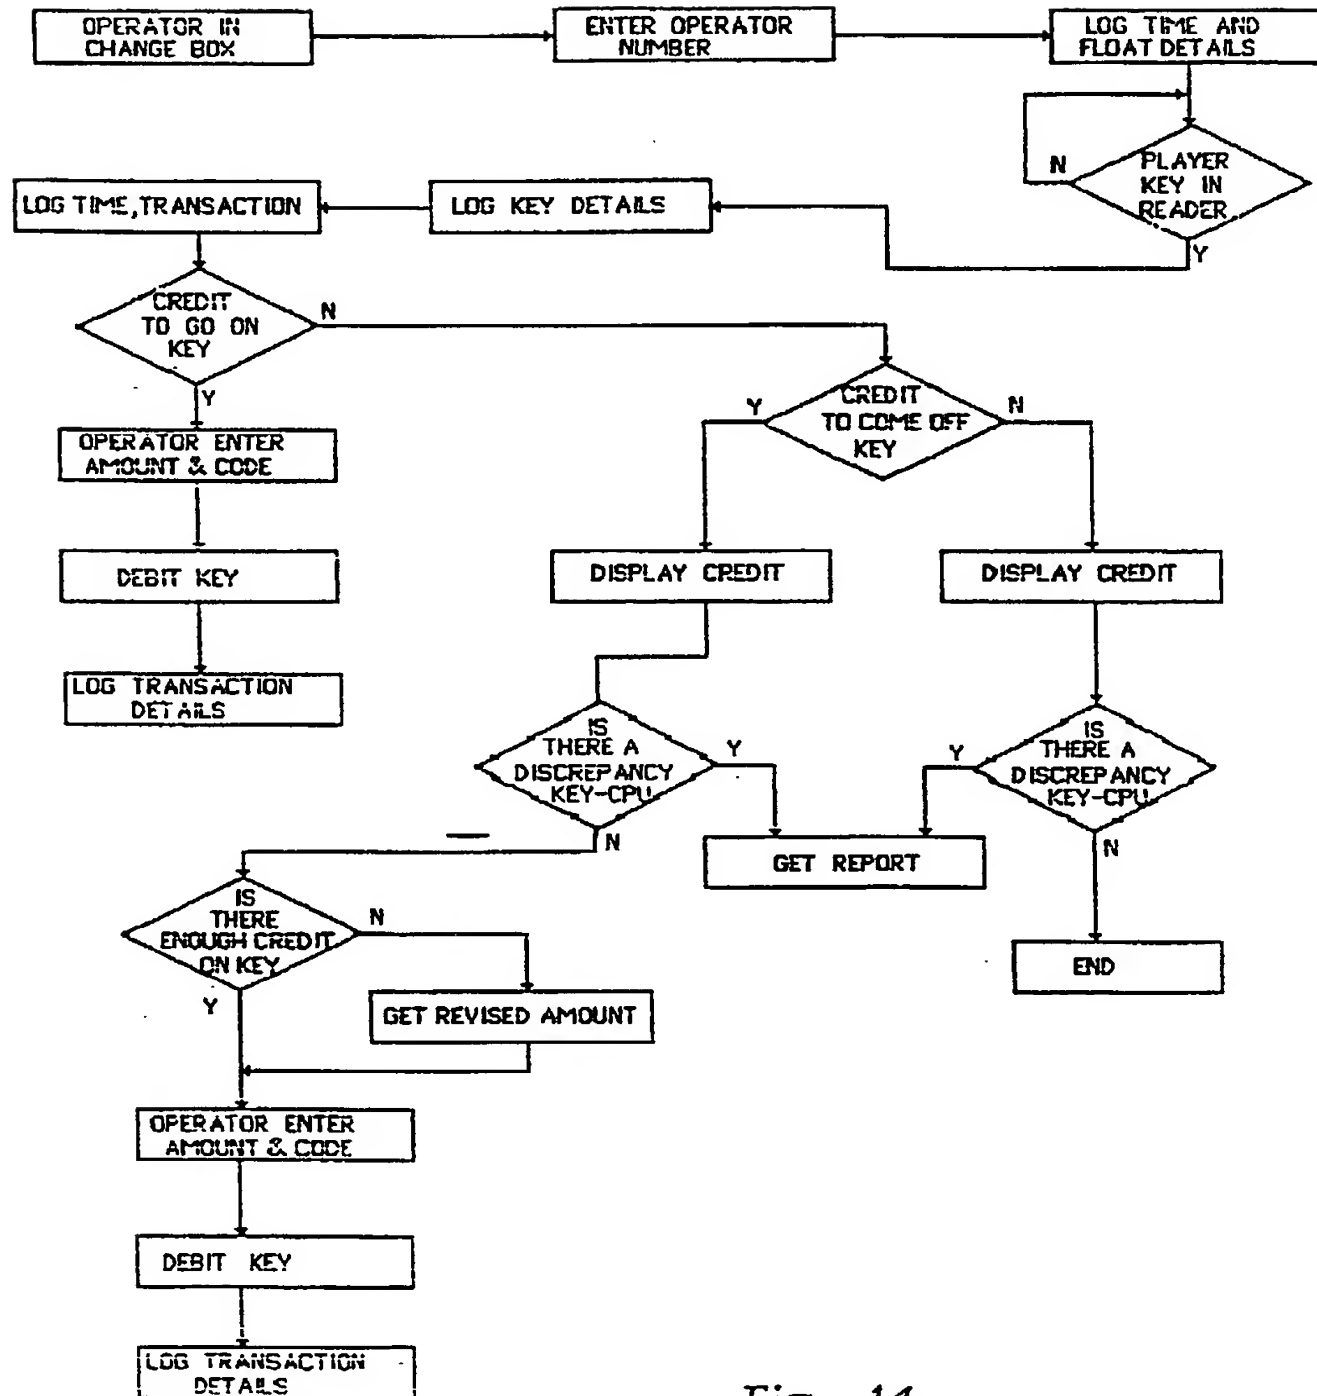 OPERATOR IN
CHANGE BOX
ENTER OPERATOR
NUMBER
LOG TIME AND
FLOAT DETAILS
PLAYER
KEY IN
READER
N
Y
LOG TIME,TRANSACTION
LOG KEY DETAILS
CREDIT
TO GO ON
KEY
N
Y
CREDIT
TO COME OFF
KEY
Y
N
OPERATOR ENTER
AMOUNT & CODE
DEBIT KEY
DISPLAY CREDIT
DISPLAY CREDIT
LOG TRANSACTION
DETAILS
IS
THERE A
DISCREPANCY
KEY-CPU
Y
N
IS
THERE A
DISCREPANCY
KEY-CPU
Y
N
GET REPORT
END
IS
THERE
ENOUGH CREDIT
ON KEY
N
Y
GET REVISED AMOUNT
OPERATOR ENTER
AMOUNT & CODE
DEBIT KEY
LOG TRANSACTION
DETAILS
Fig. 14